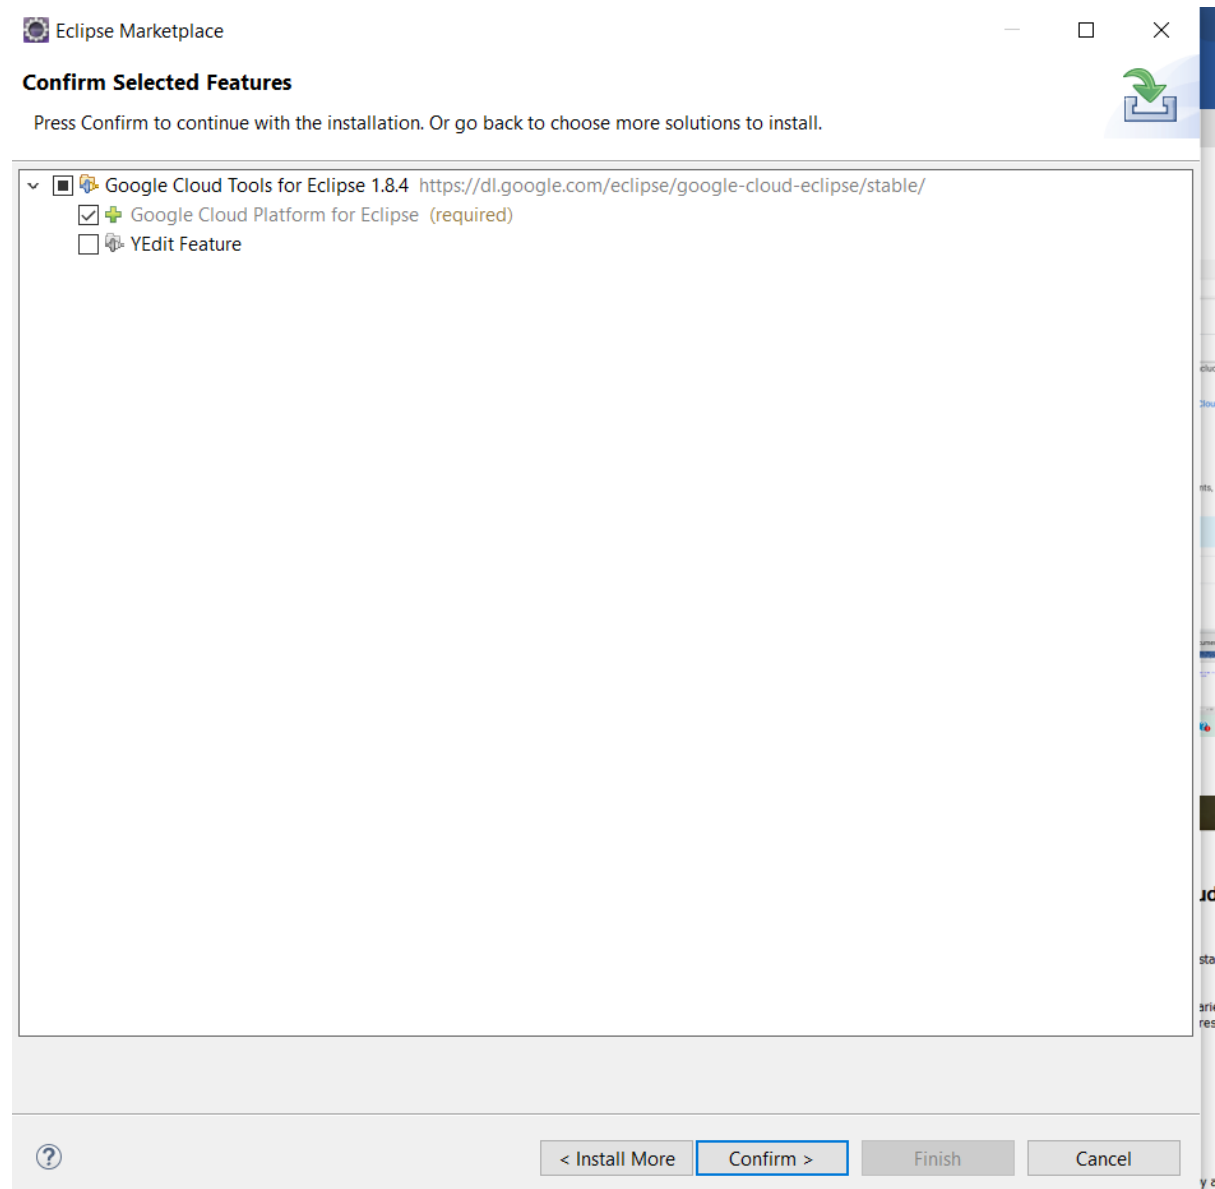 Eclipse Marketplace
Confirm Selected Features
Press Confirm to continue with the installation. Or go back to choose more solutions to install.
Google Cloud Tools for Eclipse 1.8.4 https://dl.google.com/eclipse/google-cloud-eclipse/stable/
Google Cloud Platform for Eclipse (required)
YEdit Feature
< Install More Confirm > Finish Cancel